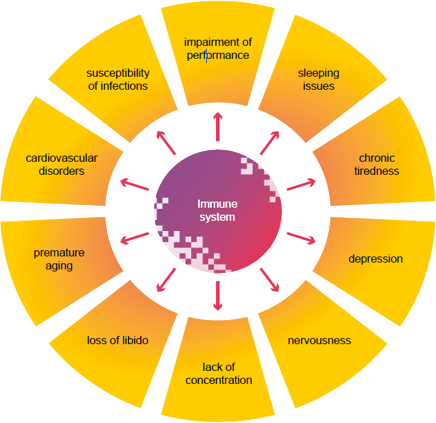 impairment of
performance
sleeping
issues
chronic
tiredness
depression
nervousness
lack of
concentration
loss of libido
premature
aging
cardiovascular
disorders
susceptibility
of infections
Immune
system